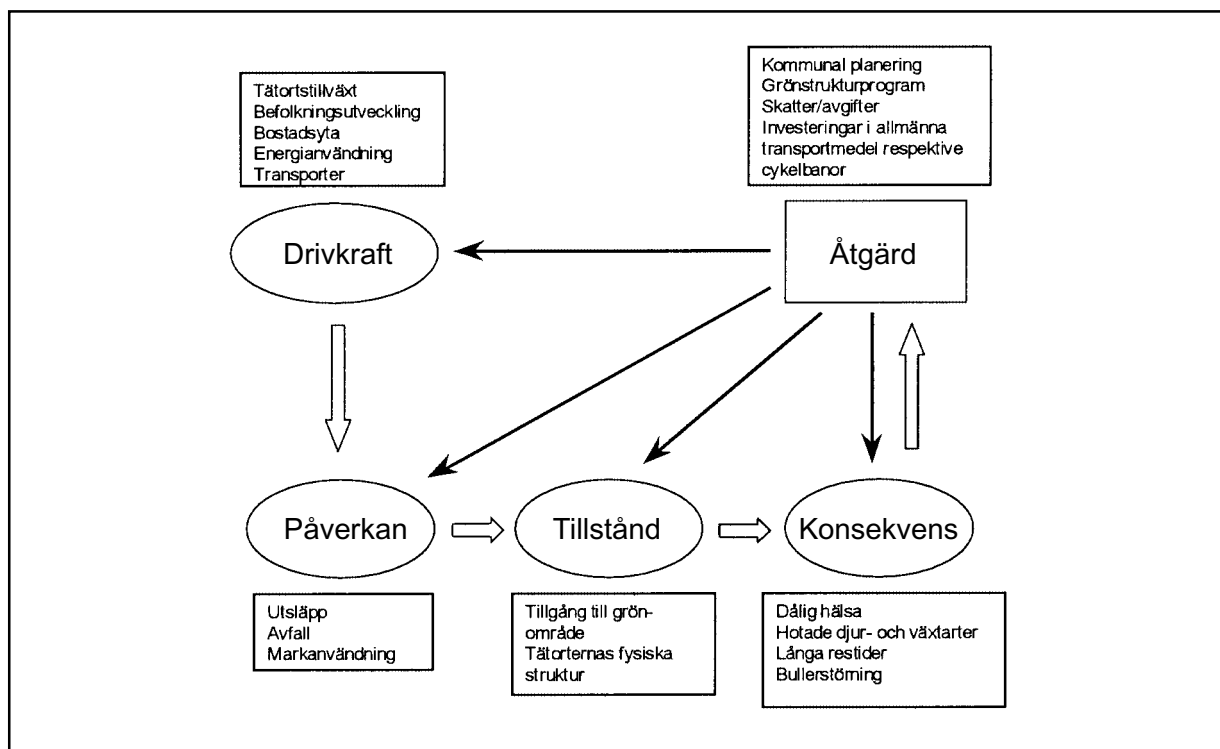 Tätortstillväxt
Befolkningsutveckling
Bostadsyta
Energianvändning
Transporter
Kommunal planering
Grönstrukturprogram
Skatter/avgifter
Investeringar i allmänna
transportmedel respektive
cykelbanor
Drivkraft
Åtgärd
Påverkan
Tillstånd
Konsekvens
Utsläpp
Avfall
Markanvändning
Tillgång till grön-
område
Tätorternas fysiska
struktur
Dålig hälsa
Hotade djur- och växtarter
Långa restider
Bullerstörning